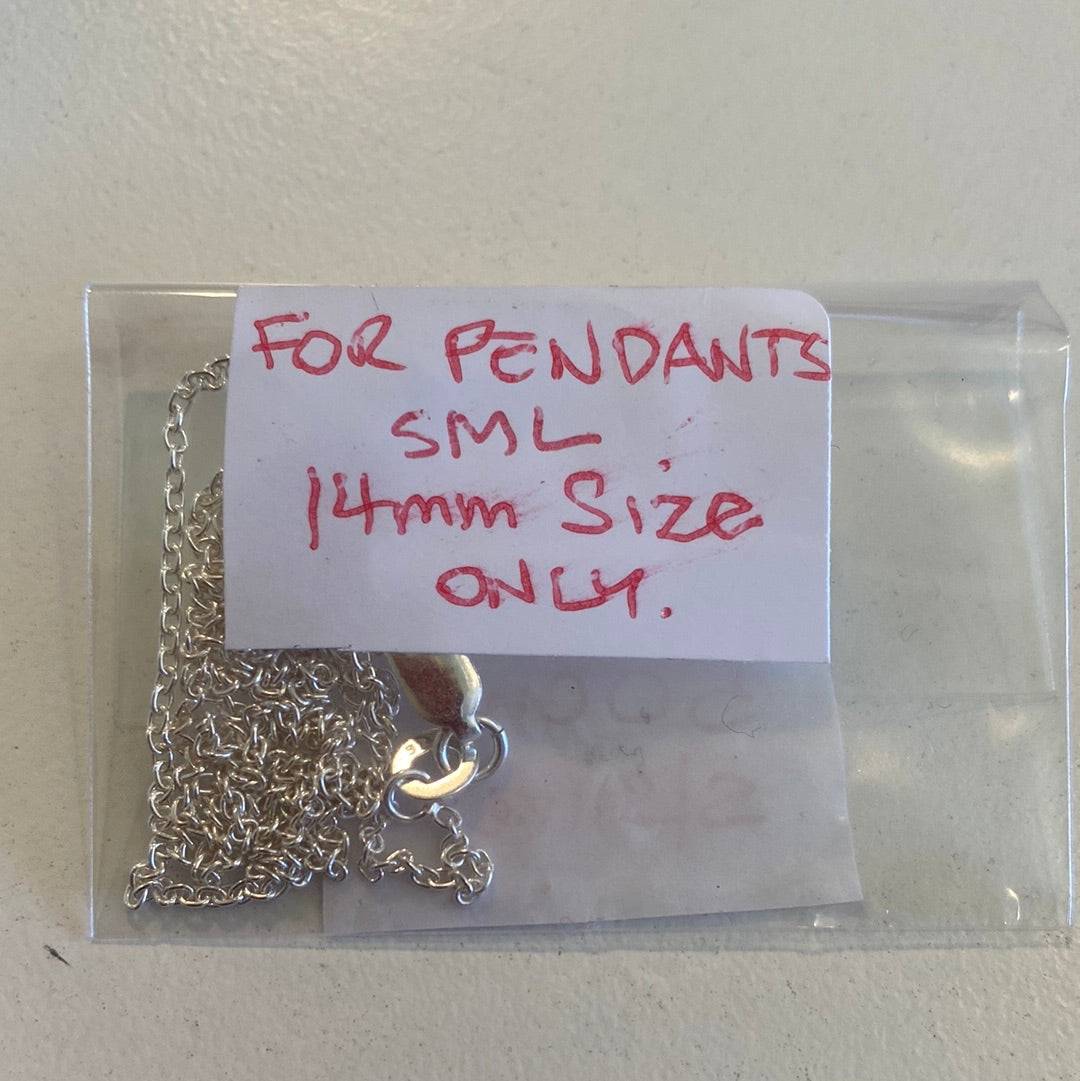 FOR PENDANTS
SML
14mm Size
ONLY.